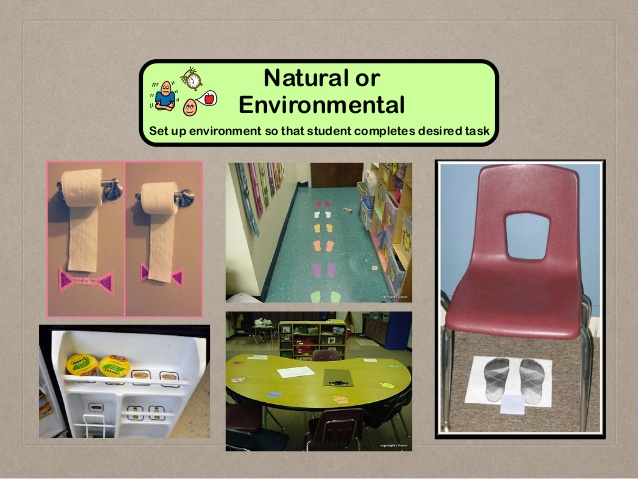 Natural or
Environmental
Set up environment so that student completes desired task